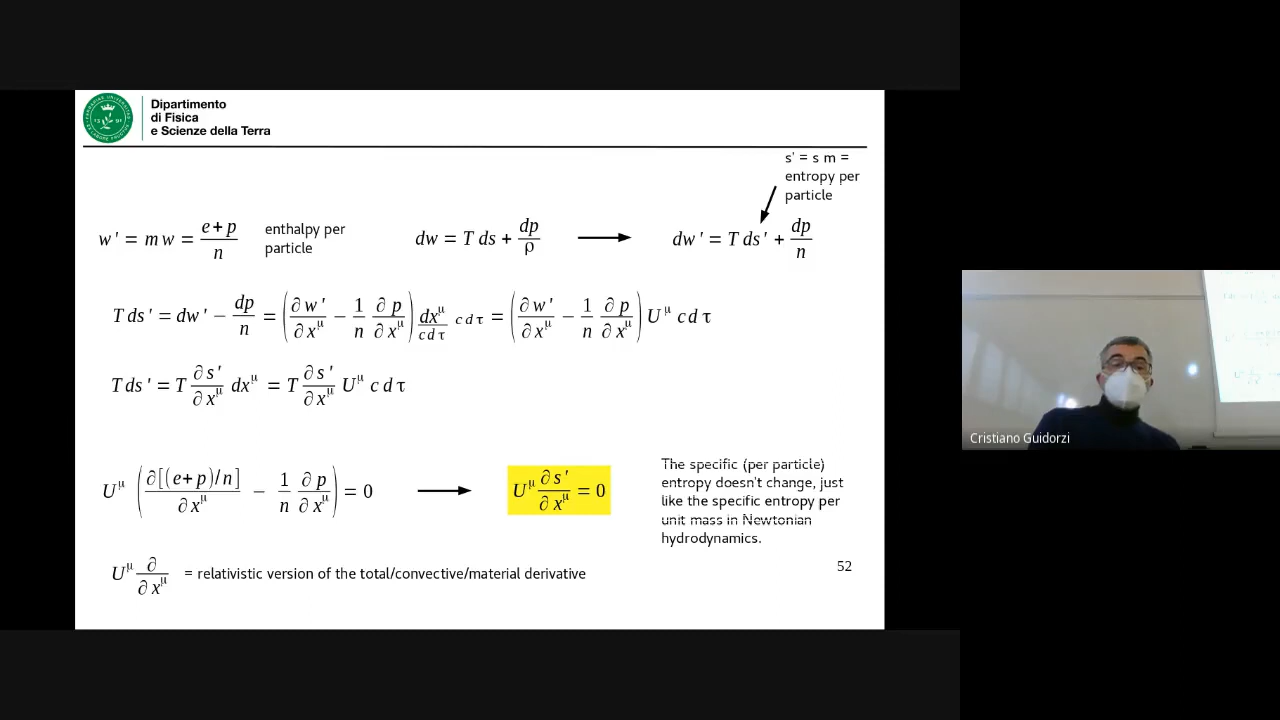 Dipartimento
di Fisica
e Scienze della Terra
s' = s m =
entropy per
particle
w' = m w = (e+p)/n
enthalpy per
particle
dw = T ds + dp/ρ
dw' = T ds' + dp/n
T ds' = dw' − dp/n = (∂w'/∂x^μ − 1/n ∂p/∂x^μ) dx^μ/(c dτ) c dτ = (∂w'/∂x^μ − 1/n ∂p/∂x^μ) U^μ c dτ
T ds' = T ∂s'/∂x^μ dx^μ = T ∂s'/∂x^μ U^μ c dτ
U^μ (∂[(e+p)/n]/∂x^μ − 1/n ∂p/∂x^μ) = 0
U^μ ∂s'/∂x^μ = 0
The specific (per particle)
entropy doesn't change, just
like the specific entropy per
unit mass in Newtonian
hydrodynamics.
U^μ ∂/∂x^μ = relativistic version of the total/convective/material derivative
52
Cristiano Guidorzi